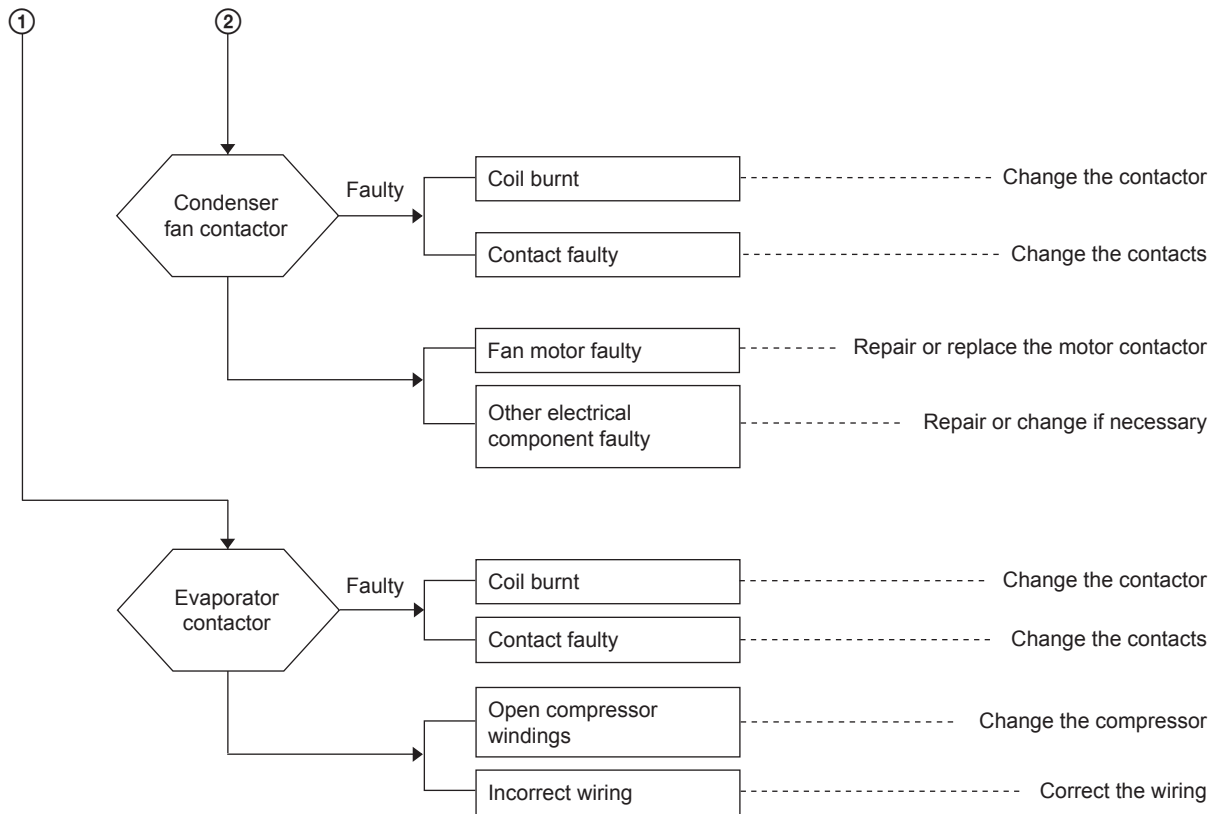 1
2
Condenser
fan contactor
Faulty
Coil burnt
Change the contactor
Contact faulty
Change the contacts
Fan motor faulty
Repair or replace the motor contactor
Other electrical
component faulty
Repair or change if necessary
Evaporator
contactor
Faulty
Coil burnt
Change the contactor
Contact faulty
Change the contacts
Open compressor
windings
Change the compressor
Incorrect wiring
Correct the wiring